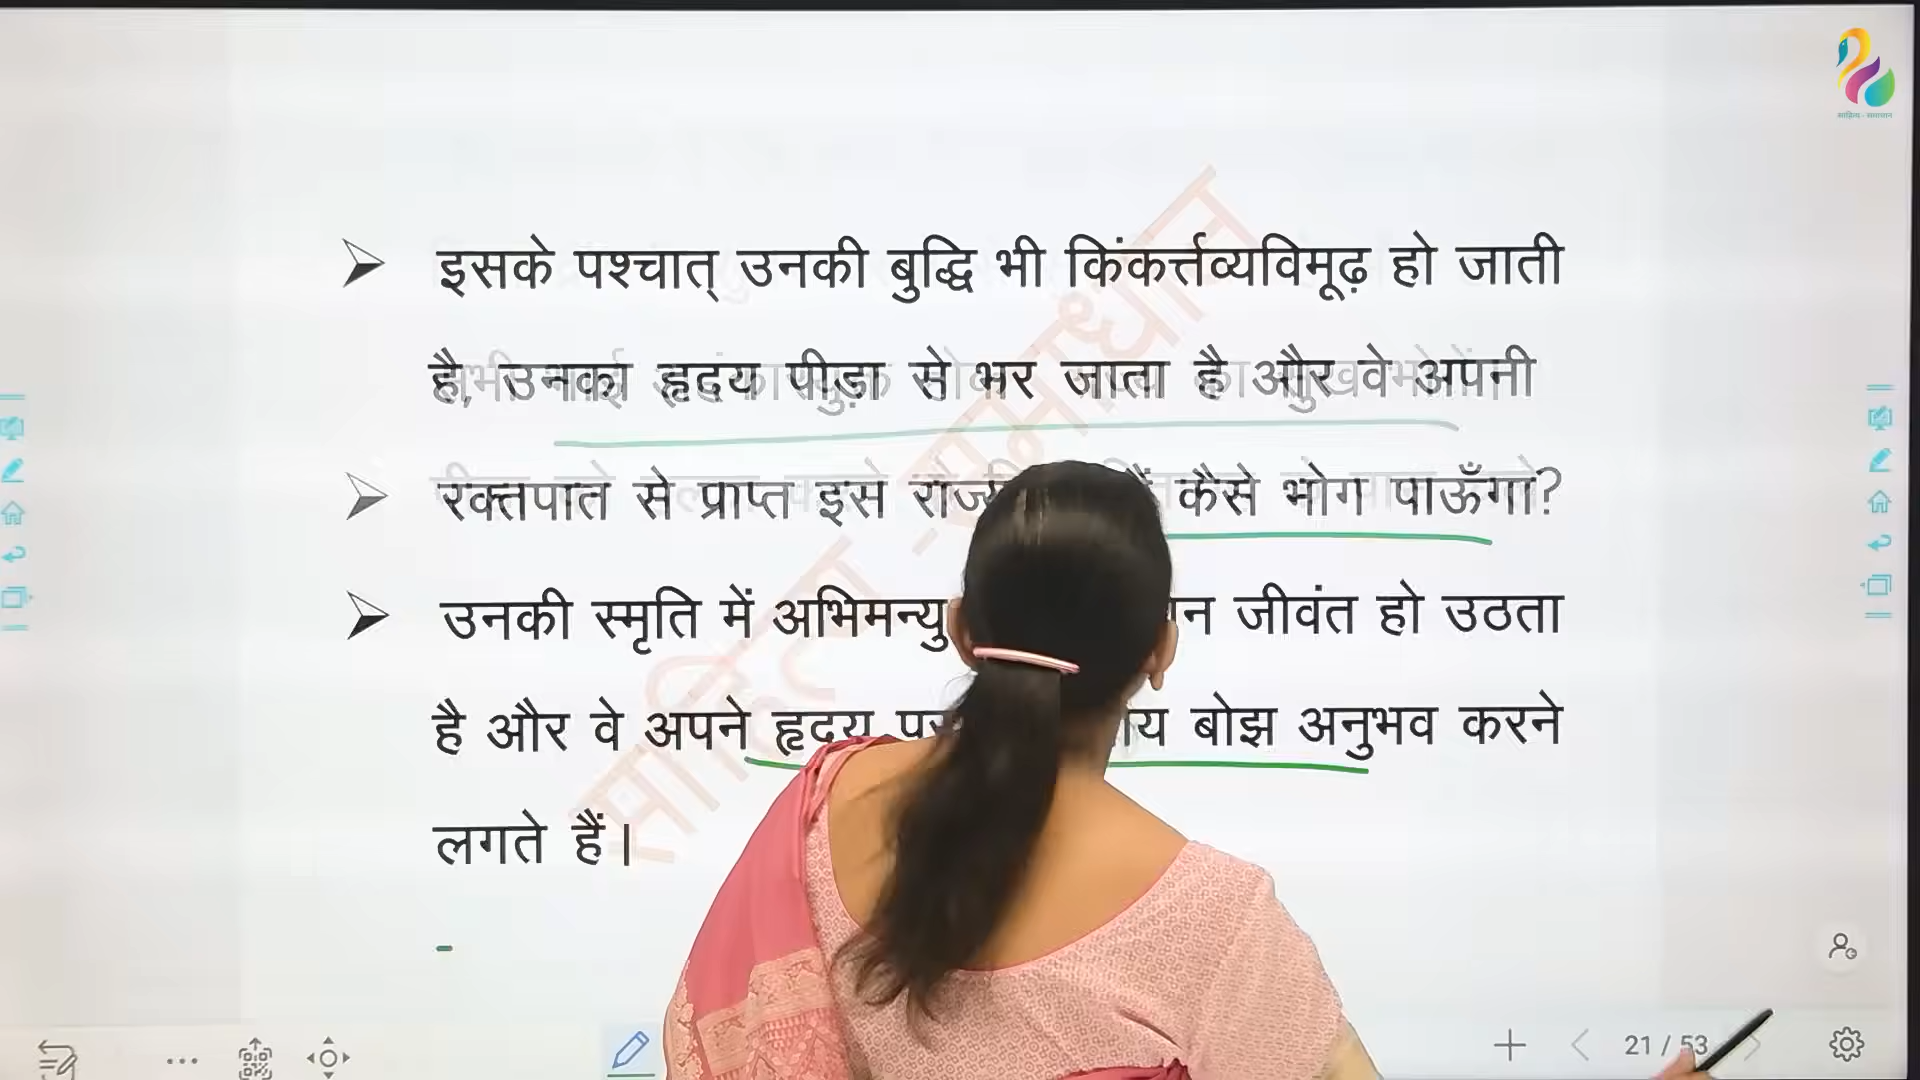 इसके पश्चात् उनकी बुद्धि भी किंकर्त्तव्यविमूढ़ हो जाती
है, उनका हृदय पीड़ा से भर जाता है और वे अपनी
रक्तपात से प्राप्त इस कैसे भोग पाऊँगा?
उनकी स्मृति में अभिमन्यु जीवंत हो उठता
है और वे अपने हृदय बोझ अनुभव करने
लगते हैं।
साहित्य - समाधान
21 / 53